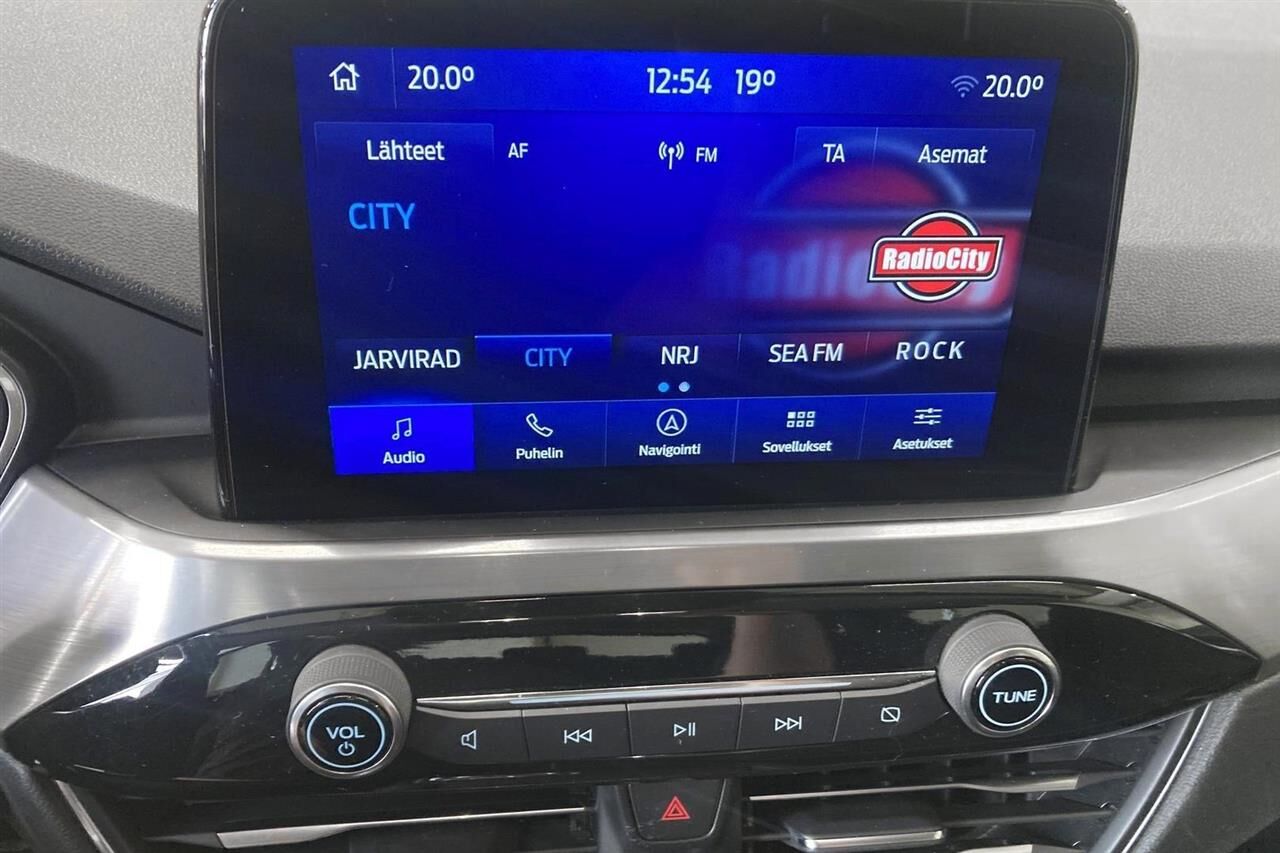 20.0° 12:54 19° 20.0°
Lähteet AF FM TA Asemat
CITY
RadioCity
JARVIRAD CITY NRJ SEA FM ROCK
Audio Puhelin Navigointi Sovellukset Asetukset
VOL TUNE